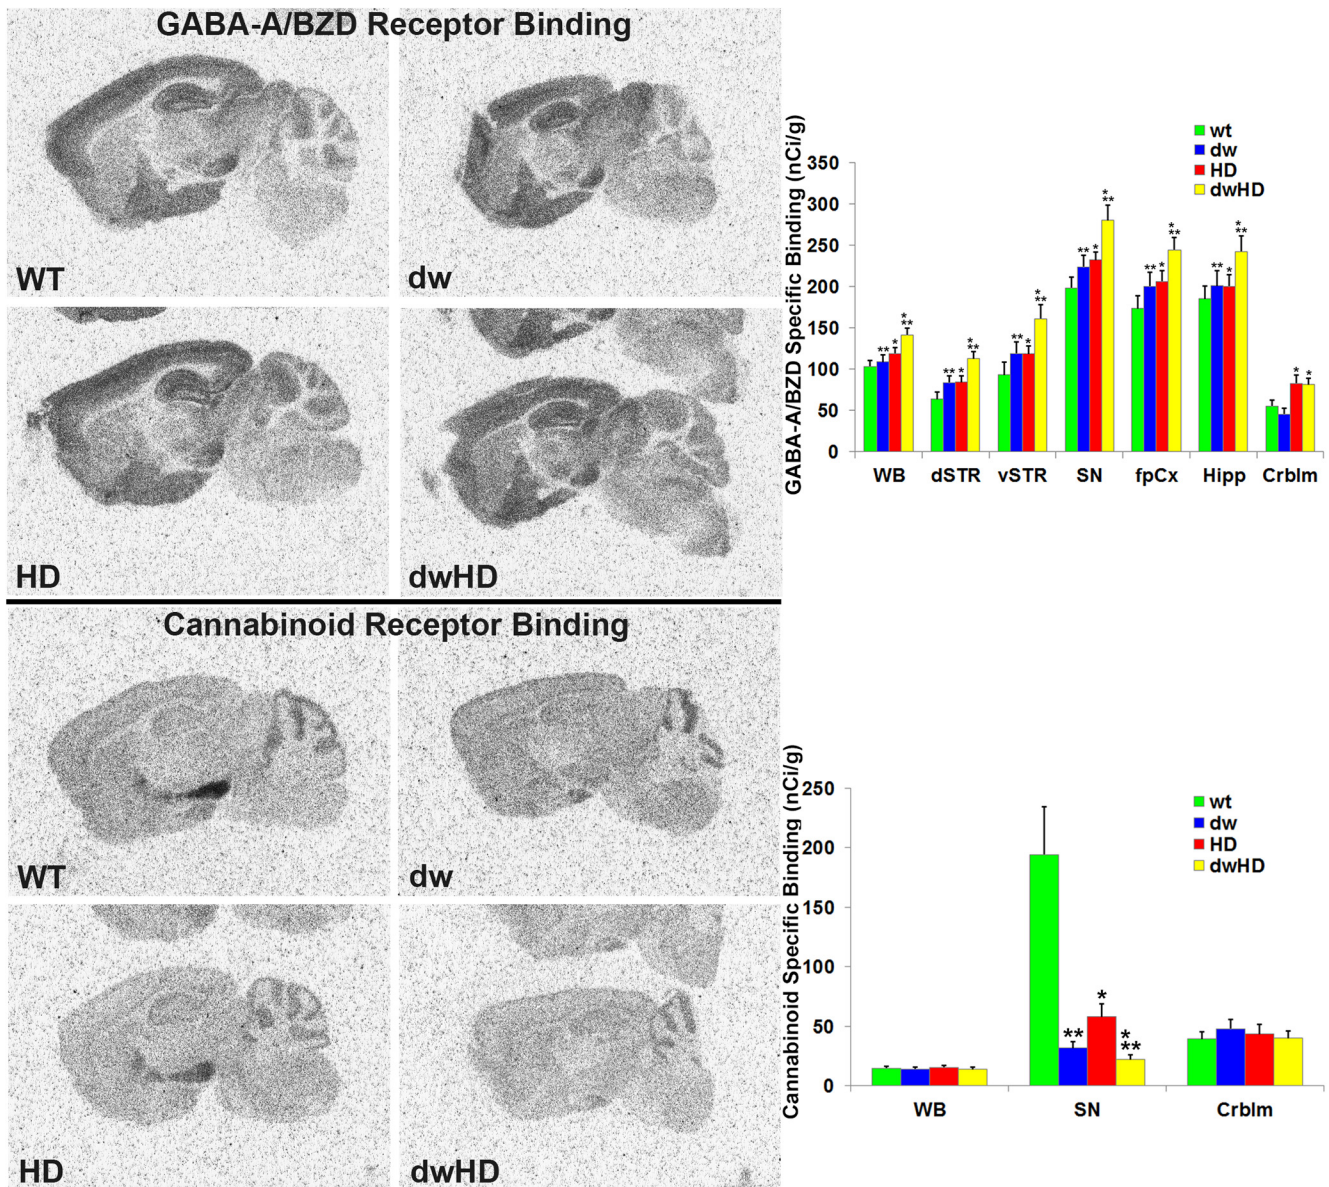 GABA-A/BZD Receptor Binding
WT
dw
HD
dwHD
GABA-A/BZD Specific Binding (nCi/g)
wt
dw
HD
dwHD
350
300
250
200
150
100
50
0
** * * **
** * * **
** * * **
** * * **
** * * **
** * * **
* *
WB dSTR vSTR SN fpCx Hipp Crblm
Cannabinoid Receptor Binding
WT
dw
HD
dwHD
Cannabinoid Specific Binding (nCi/g)
wt
dw
HD
dwHD
250
200
150
100
50
0
** * * **
WB SN Crblm